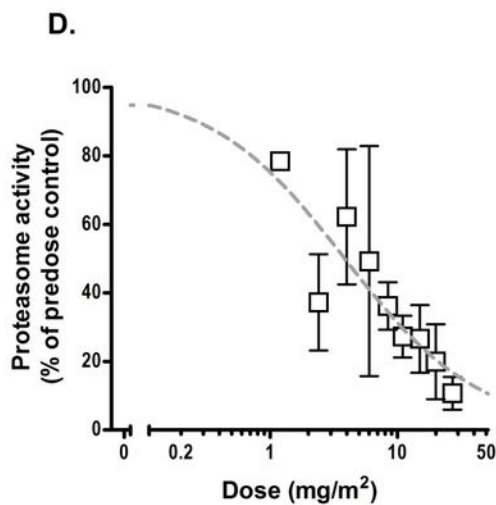 D.
Proteasome activity
(% of predose control)
100
80
60
40
20
0
0 0.2 1 10 50
Dose (mg/m²)